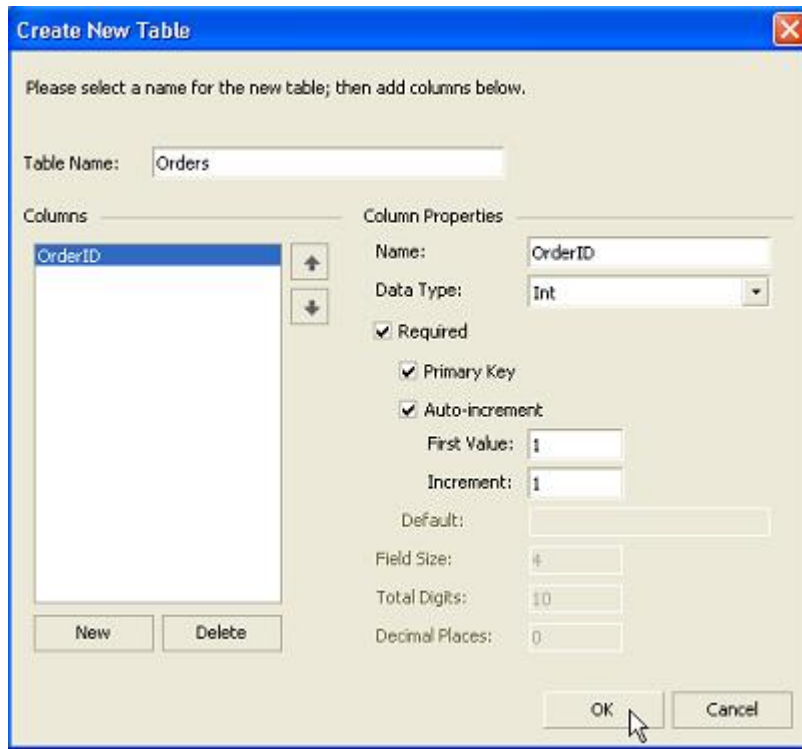 Create New Table
Please select a name for the new table; then add columns below.
Table Name: Orders
Columns
OrderID
New Delete
Column Properties
Name: OrderID
Data Type: Int
Required
Primary Key
Auto-increment
First Value: 1
Increment: 1
Default:
Field Size: 4
Total Digits: 10
Decimal Places: 0
OK Cancel